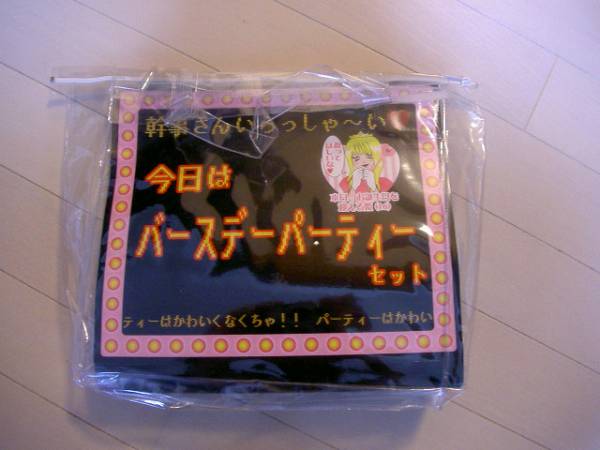 幹事さんいらっしゃ〜い
今日は
バースデーパーティー
セット
ティーはかわいくなくちゃ!! パーティーはかわい